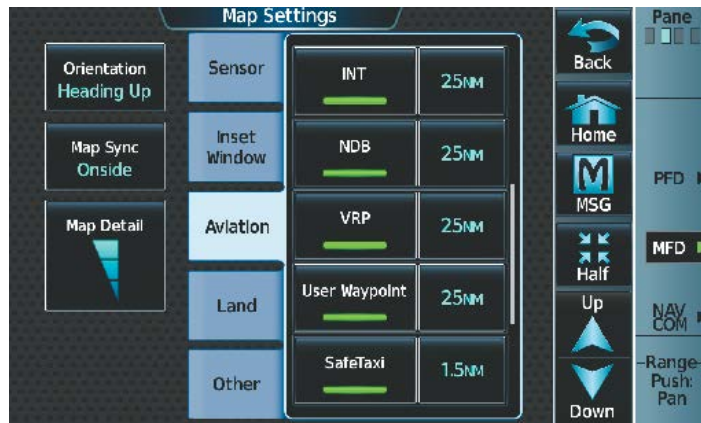 Map Settings
Orientation
Heading Up
Map Sync
Onside
Map Detail
Sensor
Inset
Window
Aviation
Land
Other
INT
25NM
NDB
25NM
VRP
25NM
User Waypoint
25NM
SafeTaxi
1.5NM
Back
Home
M
MSG
Half
Up
Down
Pane
PFD
MFD
NAV
COM
Range
Push:
Pan